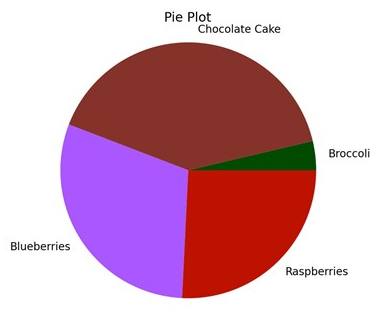 Pie Plot
Chocolate Cake
Broccoli
Blueberries
Raspberries